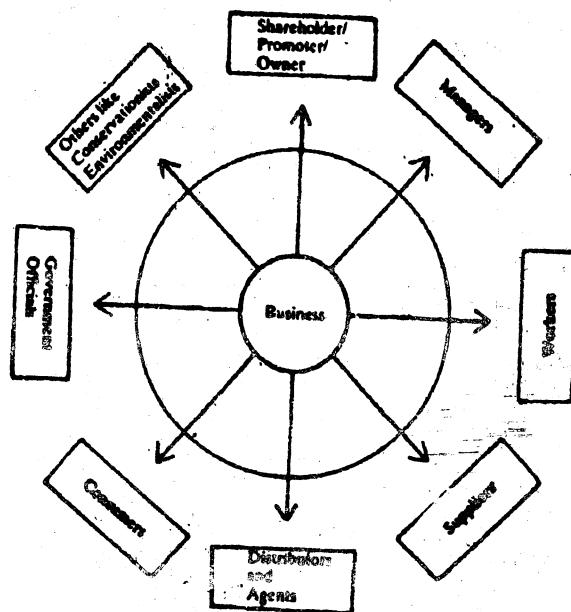 Shareholder/
Promoter/
Owner
Managers
Workers
Suppliers
Distributors
and
Agents
Consumers
Government/
Officials
Others like
Conservationists
Environmentalists
Business